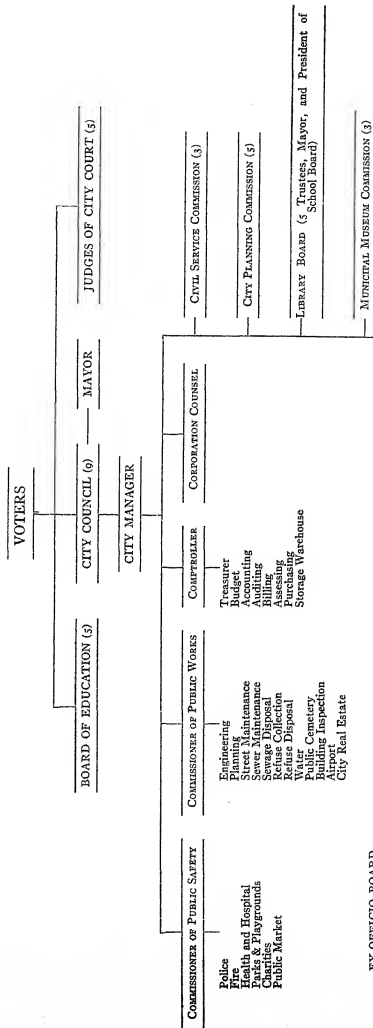 VOTERS
BOARD OF EDUCATION (5)
CITY COUNCIL (9)
MAYOR
JUDGES OF CITY COURT (5)
CITY MANAGER
COMMISSIONER OF PUBLIC SAFETY
Police
Fire
Health and Hospital
Parks & Playgrounds
Charities
Public Market
COMMISSIONER OF PUBLIC WORKS
Engineering
Planning
Street Maintenance
Sewer Maintenance
Sewage Disposal
Refuse Collection
Refuse Disposal
Water
Public Cemetery
Building Inspection
Airport
City Real Estate
COMPTROLLER
Treasurer
Budget
Accounting
Auditing
Billing
Assessing
Purchasing
Storage Warehouse
CORPORATION COUNSEL
CIVIL SERVICE COMMISSION (3)
CITY PLANNING COMMISSION (5)
LIBRARY BOARD (5 Trustees, Mayor, and President of
School Board)
MUNICIPAL MUSEUM COMMISSION (3)
EX OFFICIO BOARD